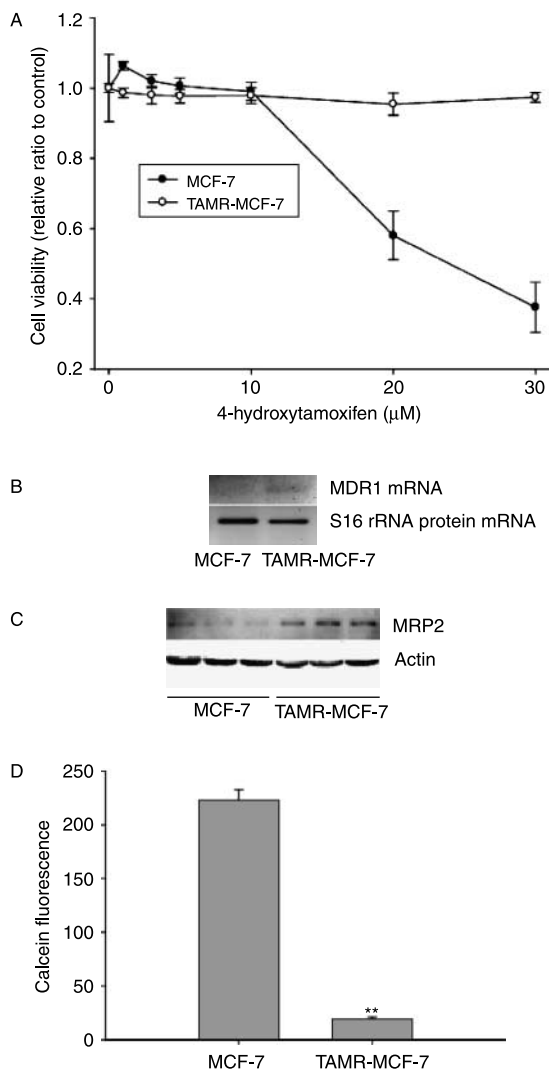 A
1.2
1.0
0.8
0.6
0.4
0.2
Cell viability (relative ratio to control)
MCF-7
TAMR-MCF-7
0 10 20 30
4-hydroxytamoxifen (μM)
B
MDR1 mRNA
S16 rRNA protein mRNA
MCF-7 TAMR-MCF-7
C
MRP2
Actin
MCF-7 TAMR-MCF-7
D
250
200
150
100
50
0
Calcein fluorescence
**
MCF-7 TAMR-MCF-7